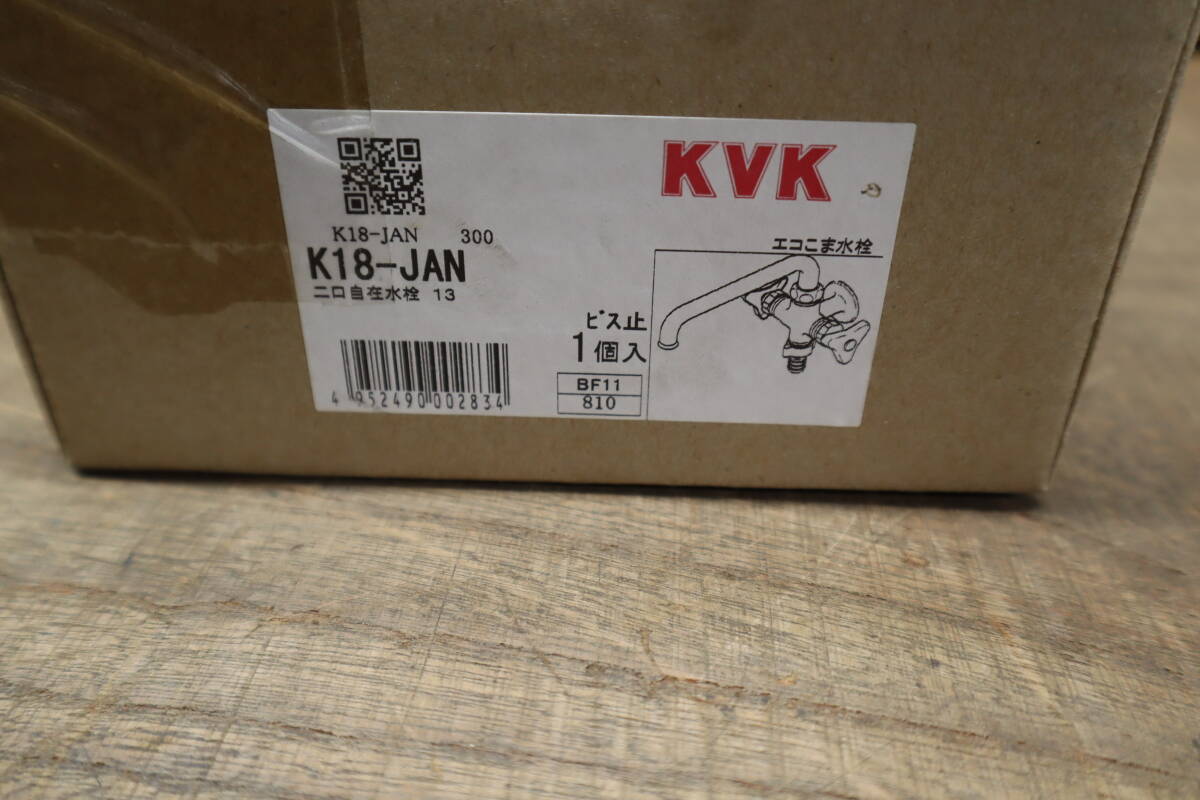 KVK
K18-JAN 300
K18-JAN
二口自在水栓 13
エコこま水栓
ビス止
1個入
BF11
810
4 952490 002834